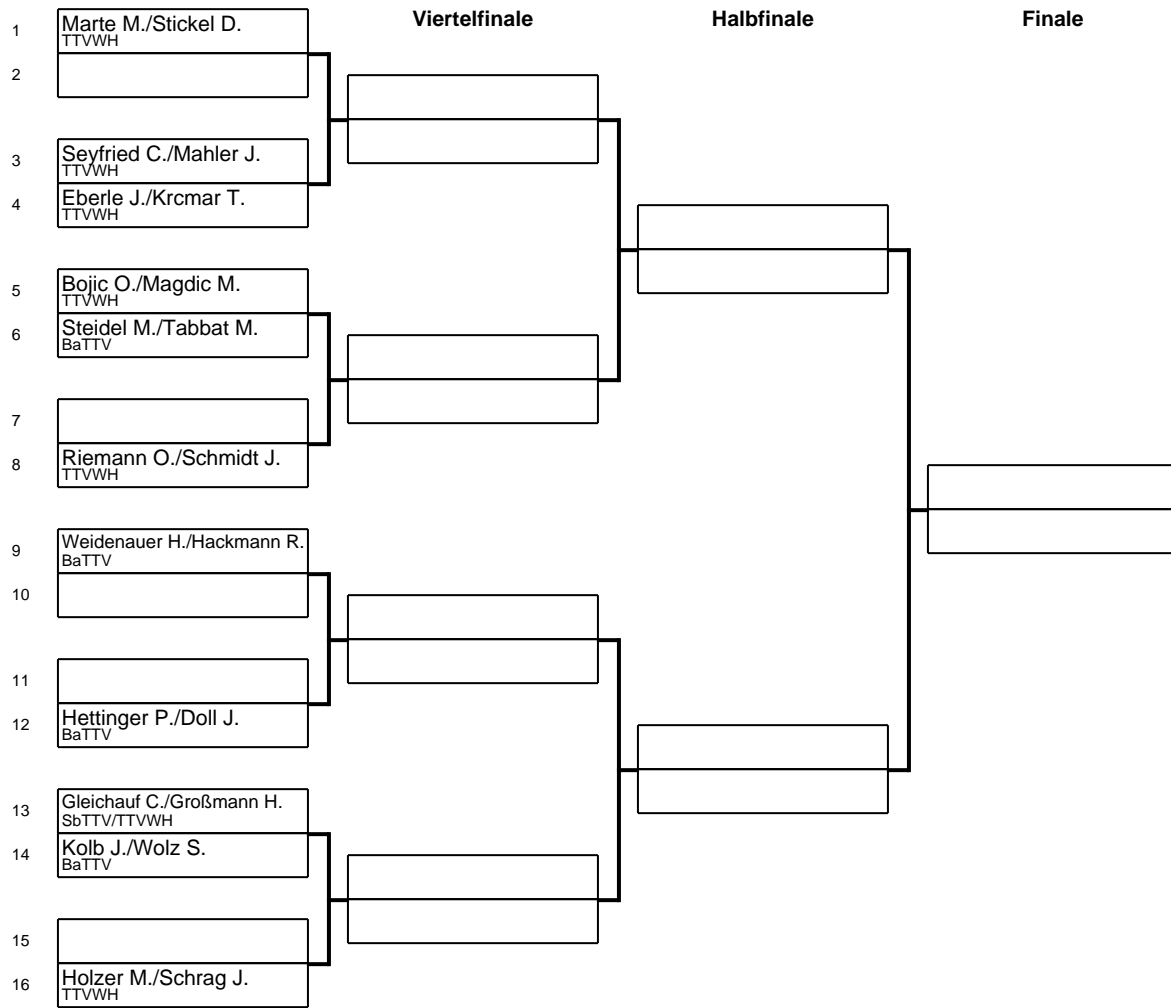 Viertelfinale Halbfinale Finale
1 Marte M./Stickel D.
TTVWH
2
3 Seyfried C./Mahler J.
TTVWH
4 Eberle J./Krcmar T.
TTVWH
5 Bojic O./Magdic M.
TTVWH
6 Steidel M./Tabbat M.
BaTTV
7
8 Riemann O./Schmidt J.
TTVWH
9 Weidenauer H./Hackmann R.
BaTTV
10
11
12 Hettinger P./Doll J.
BaTTV
13 Gleichauf C./Großmann H.
SbTTV/TTVWH
14 Kolb J./Wolz S.
BaTTV
15
16 Holzer M./Schrag J.
TTVWH